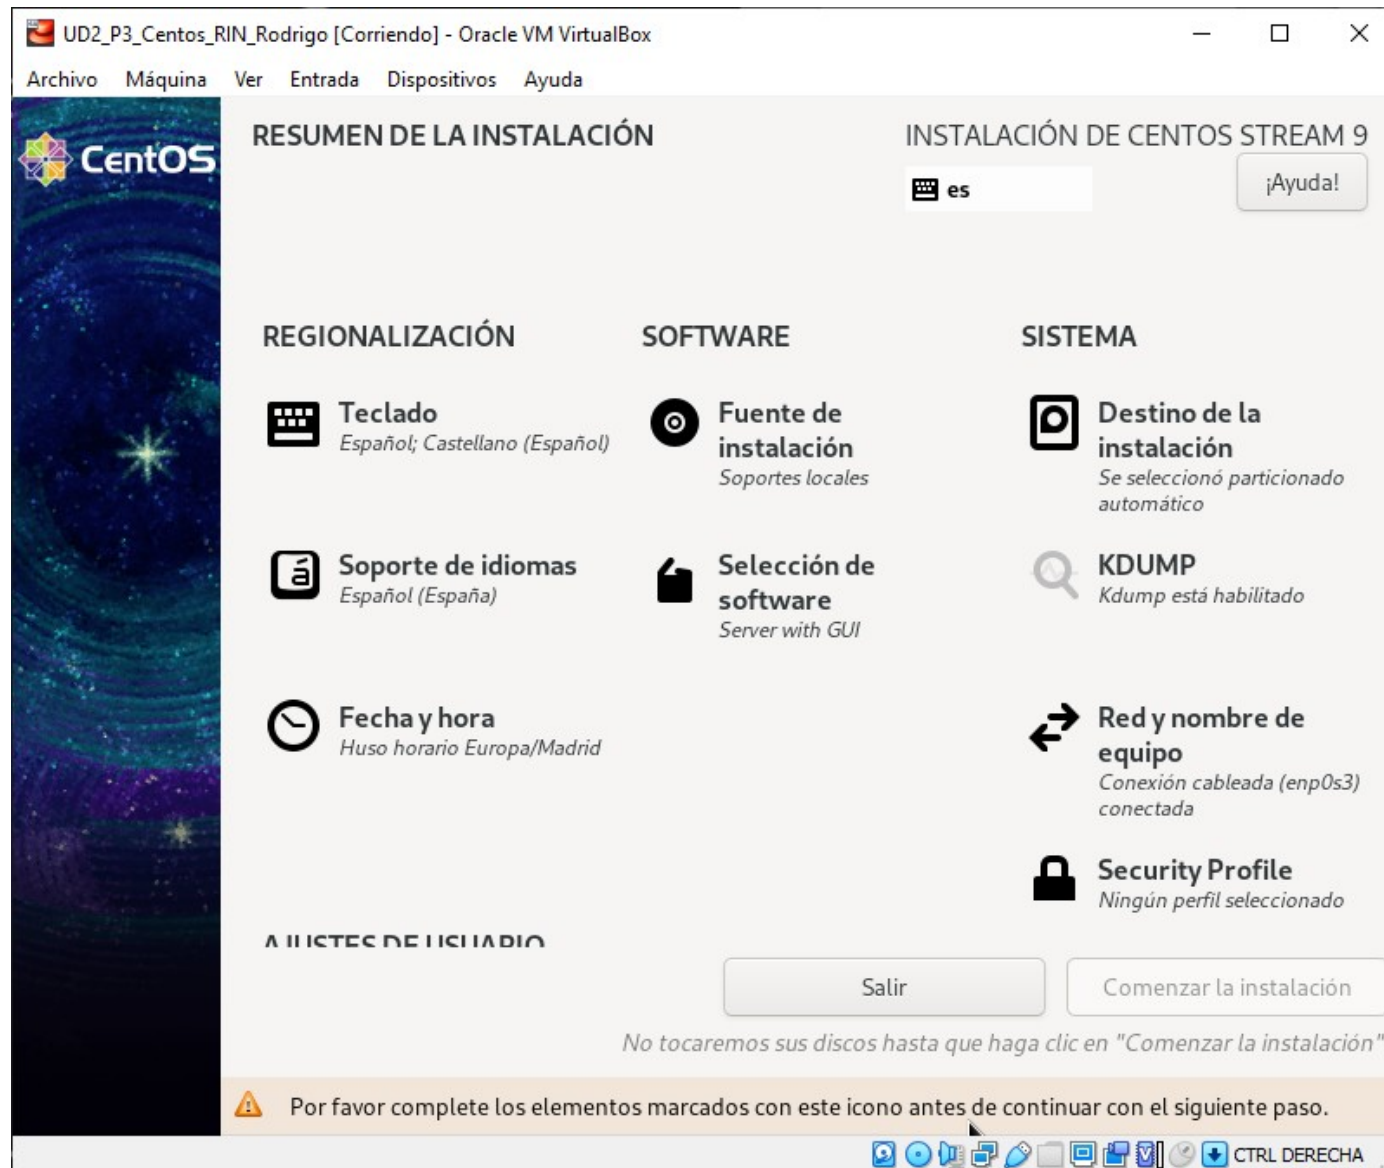 UD2_P3_Centos_RIN_Rodrigo [Corriendo] - Oracle VM VirtualBox
Archivo Máquina Ver Entrada Dispositivos Ayuda
CentOS
RESUMEN DE LA INSTALACIÓN
INSTALACIÓN DE CENTOS STREAM 9
es
¡Ayuda!
REGIONALIZACIÓN
Teclado
Español; Castellano (Español)
Soporte de idiomas
Español (España)
Fecha y hora
Huso horario Europa/Madrid
SOFTWARE
Fuente de
instalación
Soportes locales
Selección de
software
Server with GUI
SISTEMA
Destino de la
instalación
Se seleccionó particionado
automático
KDUMP
Kdump está habilitado
Red y nombre de
equipo
Conexión cableada (enp0s3)
conectada
Security Profile
Ningún perfil seleccionado
AJUSTES DE USUARIO
Salir
Comenzar la instalación
No tocaremos sus discos hasta que haga clic en "Comenzar la instalación"
Por favor complete los elementos marcados con este icono antes de continuar con el siguiente paso.
CTRL DERECHA